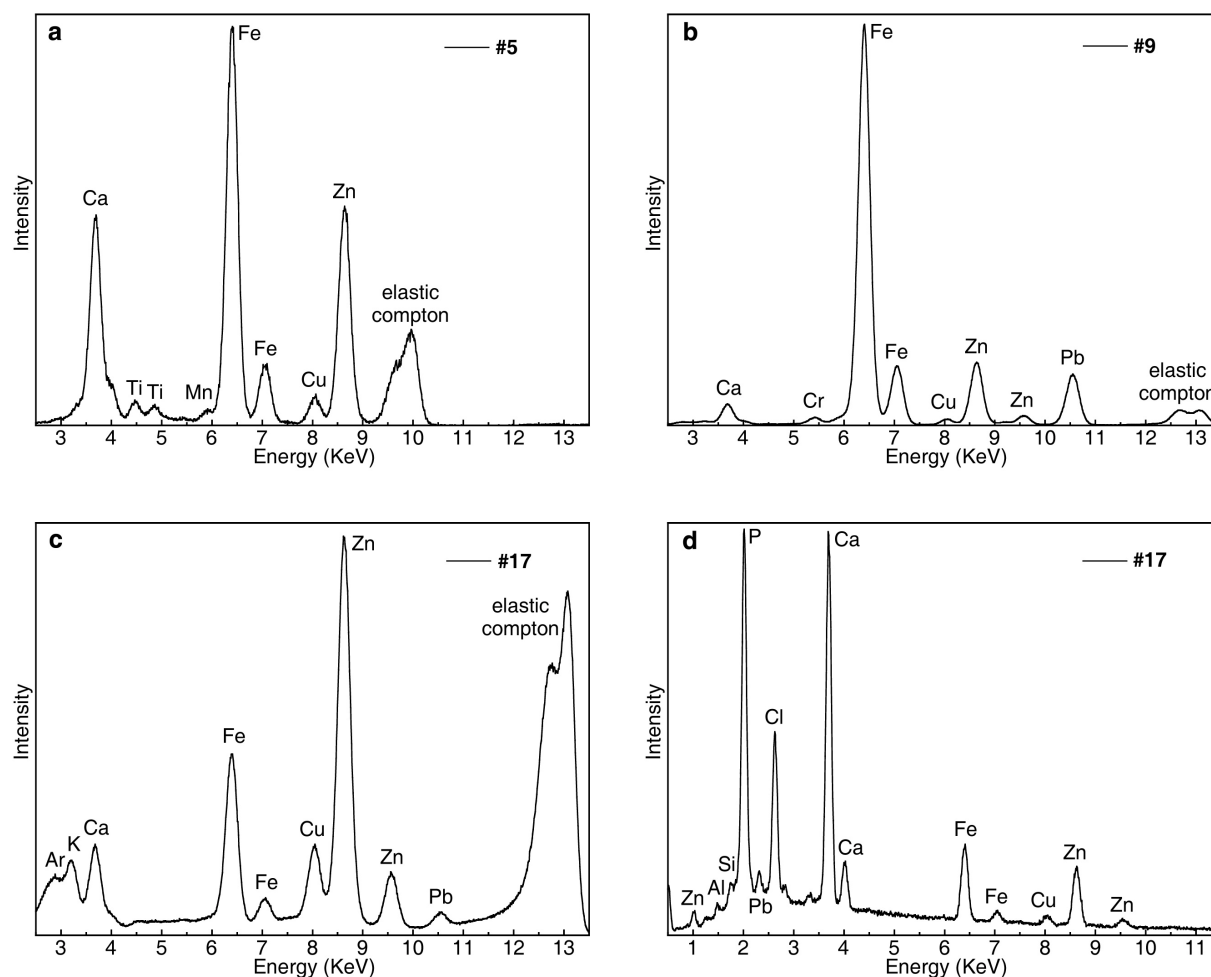 a
Fe
#5
Ca
Zn
elastic
compton
Fe
Ti
Ti
Mn
Cu
Intensity
3 4 5 6 7 8 9 10 11 12 13
Energy (KeV)
b
Fe
#9
Fe
Zn
Pb
elastic
compton
Ca
Cr
Cu
Zn
Intensity
3 4 5 6 7 8 9 10 11 12 13
Energy (KeV)
c
Zn
#17
elastic
compton
Fe
Cu
Ca
K
Ar
Zn
Fe
Pb
Intensity
3 4 5 6 7 8 9 10 11 12 13
Energy (KeV)
d
P
Ca
#17
Cl
Fe
Ca
Zn
Si
Al
Zn
Pb
Fe
Cu
Zn
Intensity
1 2 3 4 5 6 7 8 9 10 11
Energy (KeV)